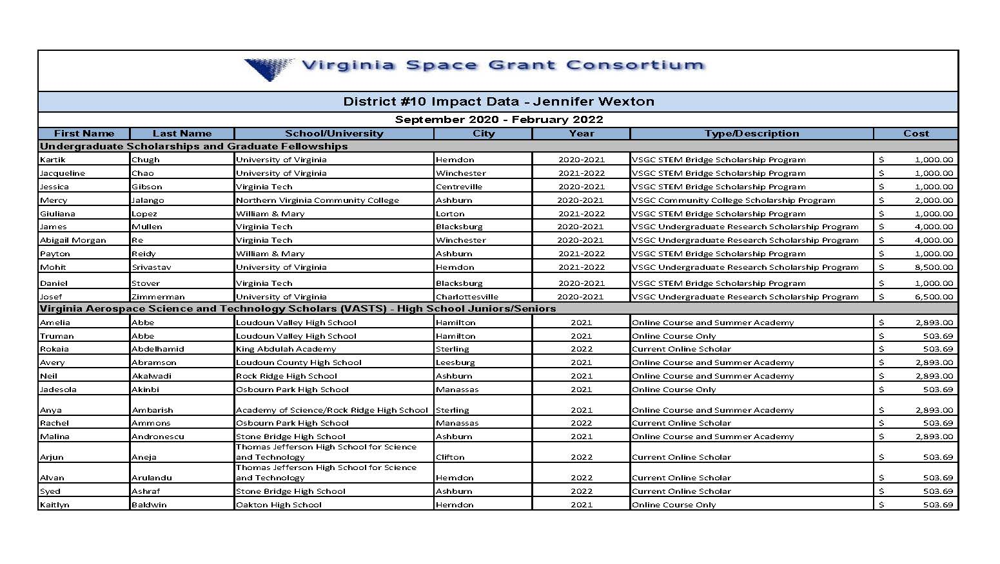 Virginia Space Grant Consortium
District #10 Impact Data - Jennifer Wexton
September 2020 - February 2022
First Name Last Name School/University City Year Type/Description Cost
Undergraduate Scholarships and Graduate Fellowships
Kartik Chugh University of Virginia Herndon 2020-2021 VSGC STEM Bridge Scholarship Program $ 1,000.00
Jacqueline Chao University of Virginia Winchester 2021-2022 VSGC STEM Bridge Scholarship Program $ 1,000.00
Jessica Gibson Virginia Tech Centreville 2020-2021 VSGC STEM Bridge Scholarship Program $ 1,000.00
Mercy Jalango Northern Virginia Community College Ashburn 2020-2021 VSGC Community College Scholarship Program $ 2,000.00
Giuliana Lopez William & Mary Lorton 2021-2022 VSGC STEM Bridge Scholarship Program $ 1,000.00
James Mullen Virginia Tech Blacksburg 2020-2021 VSGC Undergraduate Research Scholarship Program $ 4,000.00
Abigail Morgan Re Virginia Tech Winchester 2020-2021 VSGC Undergraduate Research Scholarship Program $ 4,000.00
Payton Reidy William & Mary Ashburn 2021-2022 VSGC STEM Bridge Scholarship Program $ 1,000.00
Mohit Srivastav University of Virginia Herndon 2021-2022 VSGC Undergraduate Research Scholarship Program $ 8,500.00
Daniel Stover Virginia Tech Blacksburg 2020-2021 VSGC STEM Bridge Scholarship Program $ 1,000.00
Josef Zimmerman University of Virginia Charlottesville 2020-2021 VSGC Undergraduate Research Scholarship Program $ 6,500.00
Virginia Aerospace Science and Technology Scholars (VASTS) - High School Juniors/Seniors
Amelia Abbe Loudoun Valley High School Hamilton 2021 Online Course and Summer Academy $ 2,893.00
Truman Abbe Loudoun Valley High School Hamilton 2021 Online Course Only $ 503.69
Rokaia Abdelhamid King Abdulah Academy Sterling 2022 Current Online Scholar $ 503.69
Avery Abramson Loudoun County High School Leesburg 2021 Online Course and Summer Academy $ 2,893.00
Neil Akalwadi Rock Ridge High School Ashburn 2021 Online Course and Summer Academy $ 2,893.00
Jadesola Akinbi Osbourn Park High School Manassas 2021 Online Course Only $ 503.69
Anya Ambarish Academy of Science/Rock Ridge High School Sterling 2021 Online Course and Summer Academy $ 2,893.00
Rachel Ammons Osbourn Park High School Manassas 2022 Current Online Scholar $ 503.69
Malina Andronescu Stone Bridge High School Ashburn 2021 Online Course and Summer Academy $ 2,893.00
Thomas Jefferson High School for Science
Arjun Aneja and Technology Clifton 2022 Current Online Scholar $ 503.69
Thomas Jefferson High School for Science
Alvan Arulandu and Technology Herndon 2022 Current Online Scholar $ 503.69
Syed Ashraf Stone Bridge High School Ashburn 2022 Current Online Scholar $ 503.69
Kaitlyn Baldwin Oakton High School Herndon 2021 Online Course Only $ 503.69